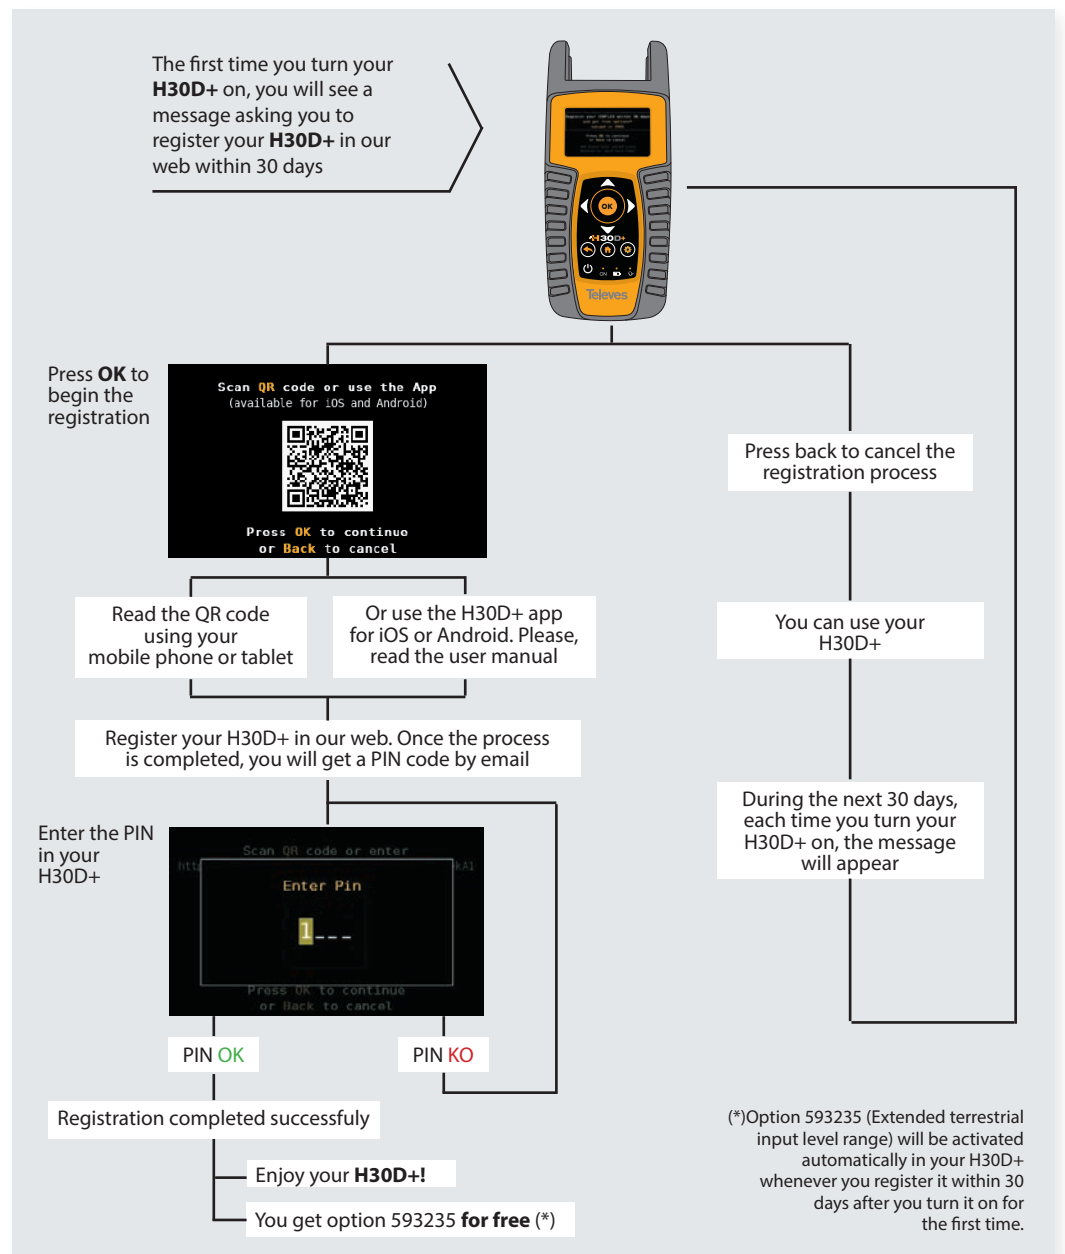 The first time you turn your
H30D+ on, you will see a
message asking you to
register your H30D+ in our
web within 30 days
OK
H30D+
ON
Televes
Press OK to
begin the
registration
Scan QR code or use the App
(available for iOS and Android)
Press OK to continue
or Back to cancel
Press back to cancel the
registration process
Read the QR code
using your
mobile phone or tablet
Or use the H30D+ app
for iOS or Android. Please,
read the user manual
You can use your
H30D+
Register your H30D+ in our web. Once the process
is completed, you will get a PIN code by email
During the next 30 days,
each time you turn your
H30D+ on, the message
will appear
Enter the PIN
in your
H30D+
Scan QR code or enter
Enter Pin
1_ _ _
Press OK to continue
or Back to cancel
PIN OK
PIN KO
Registration completed successfuly
Enjoy your H30D+!
You get option 593235 for free (*)
(*)Option 593235 (Extended terrestrial
input level range) will be activated
automatically in your H30D+
whenever you register it within 30
days after you turn it on for
the first time.